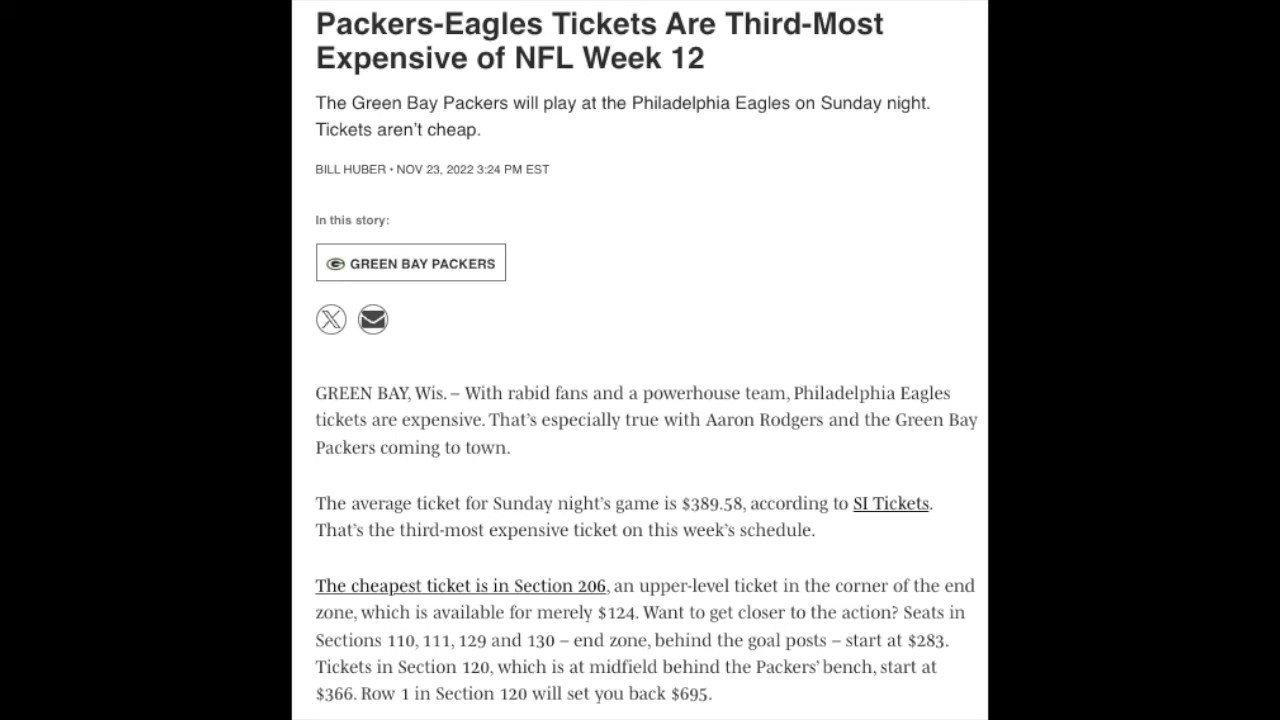 Packers-Eagles Tickets Are Third-Most
Expensive of NFL Week 12
The Green Bay Packers will play at the Philadelphia Eagles on Sunday night.
Tickets aren’t cheap.
BILL HUBER • NOV 23, 2022 3:24 PM EST
In this story:
GREEN BAY PACKERS
GREEN BAY, Wis. – With rabid fans and a powerhouse team, Philadelphia Eagles
tickets are expensive. That’s especially true with Aaron Rodgers and the Green Bay
Packers coming to town.
The average ticket for Sunday night’s game is $389.58, according to SI Tickets.
That’s the third-most expensive ticket on this week’s schedule.
The cheapest ticket is in Section 206, an upper-level ticket in the corner of the end
zone, which is available for merely $124. Want to get closer to the action? Seats in
Sections 110, 111, 129 and 130 – end zone, behind the goal posts – start at $283.
Tickets in Section 120, which is at midfield behind the Packers’ bench, start at
$366. Row 1 in Section 120 will set you back $695.